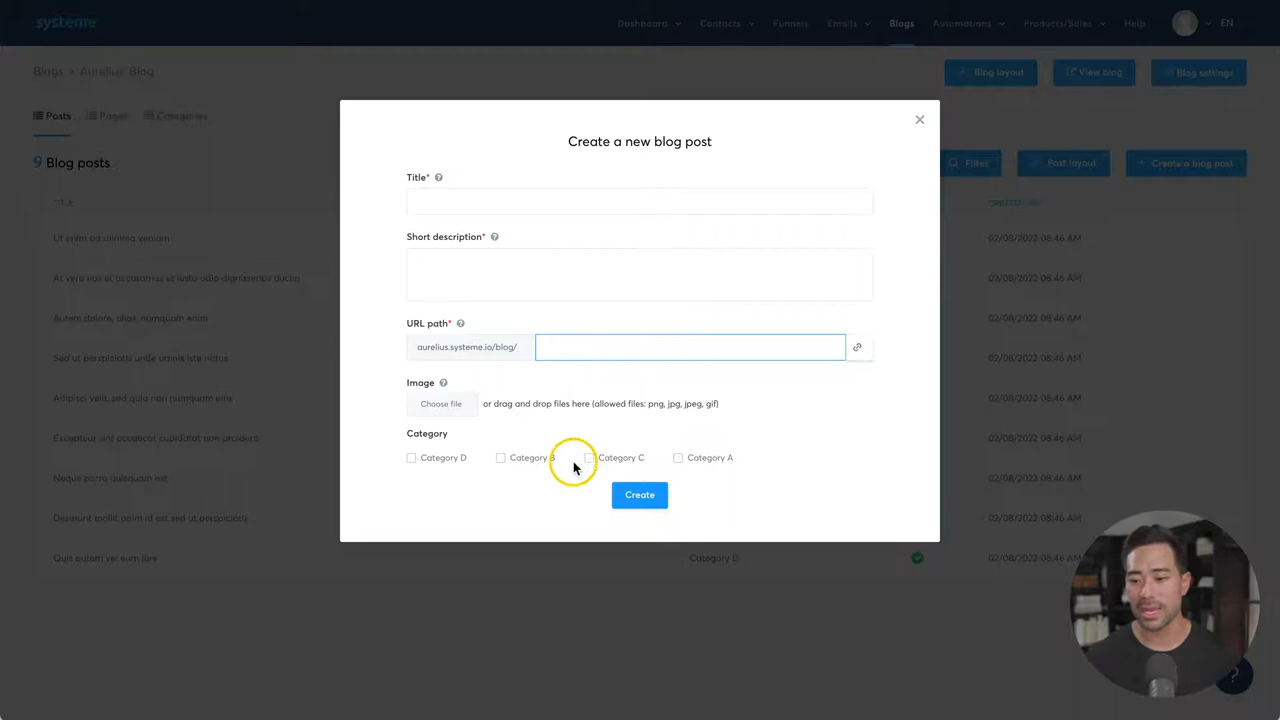 systeme
Dashboard Contacts Funnels Emails Blogs Automations Products/Sales Help EN
Blogs > Aurelius' Blog
Blog layout View blog Blog settings
Posts Pages Categories
9 Blog posts
Filter Post layout + Create a blog post
TITLE CREATED
Create a new blog post
Title*
Short description*
URL path*
aurelius.systeme.io/blog/
Image
Choose file or drag and drop files here (allowed files: png, jpg, jpeg, gif)
Category
Category D Category B Category C Category A
Create
Ut enim ad minima veniam 02/08/2022 08:46 AM
At vero eos et accusamus et iusto odio dignissimos ducim 02/08/2022 08:46 AM
Autem dolore, alias, numquam enim 02/08/2022 08:46 AM
Sed ut perspiciatis unde omnis iste natus 02/08/2022 08:46 AM
Adipisci velit, sed quia non numquam eius 02/08/2022 08:46 AM
Excepteur sint occaecat cupidatat non proident 02/08/2022 08:46 AM
Neque porro quisquam est 02/08/2022 08:46 AM
Deserunt mollit anim id est sed ut perspiciatis 02/08/2022 08:46 AM
Quis autem vel eum iure Category D 02/08/2022 08:46 AM